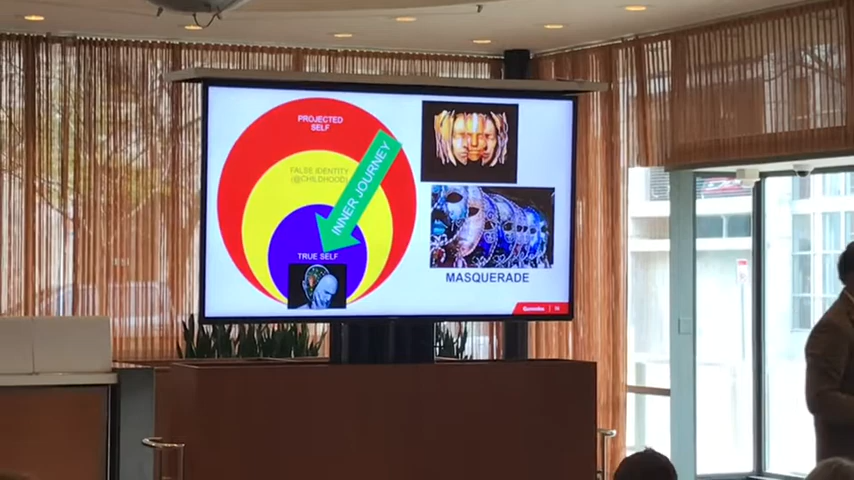 PROJECTED
SELF
FALSE IDENTITY
(@CHILDHOOD)
INNER JOURNEY
TRUE SELF
MASQUERADE